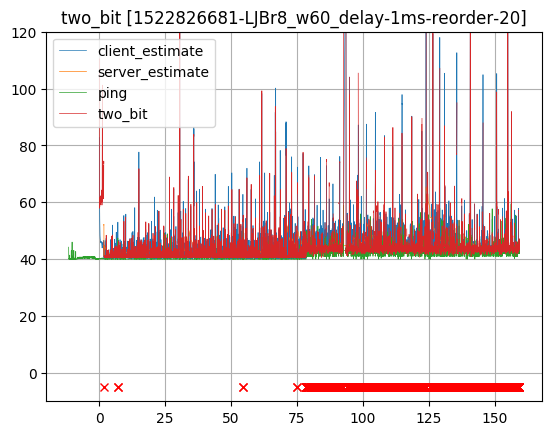 two_bit [1522826681-LJBr8_w60_delay-1ms-reorder-20]
client_estimate
server_estimate
ping
two_bit
120
100
80
60
40
20
0
0 25 50 75 100 125 150